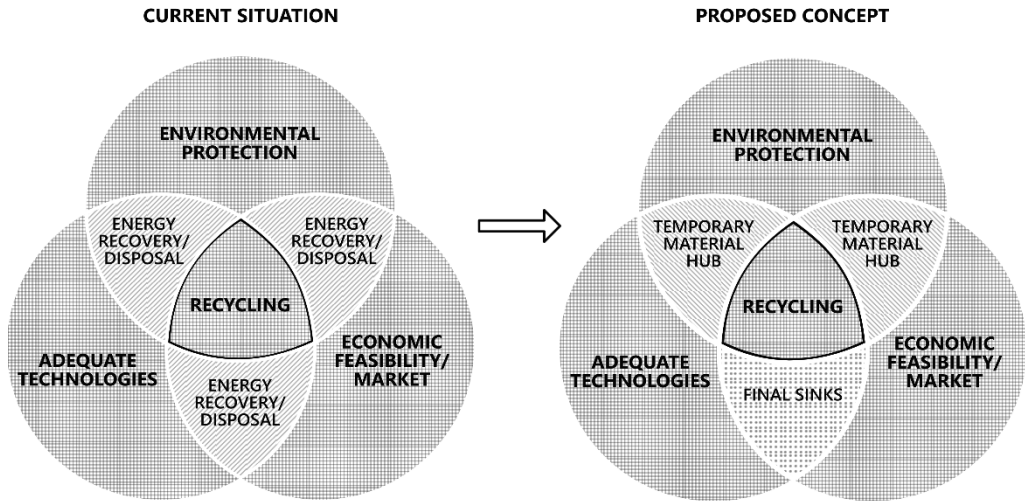 CURRENT SITUATION
ENVIRONMENTAL
PROTECTION
ENERGY
RECOVERY/
DISPOSAL
ENERGY
RECOVERY/
DISPOSAL
RECYCLING
ADEQUATE
TECHNOLOGIES
ECONOMIC
FEASIBILITY/
MARKET
ENERGY
RECOVERY/
DISPOSAL
PROPOSED CONCEPT
ENVIRONMENTAL
PROTECTION
TEMPORARY
MATERIAL
HUB
TEMPORARY
MATERIAL
HUB
RECYCLING
ADEQUATE
TECHNOLOGIES
ECONOMIC
FEASIBILITY/
MARKET
FINAL SINKS